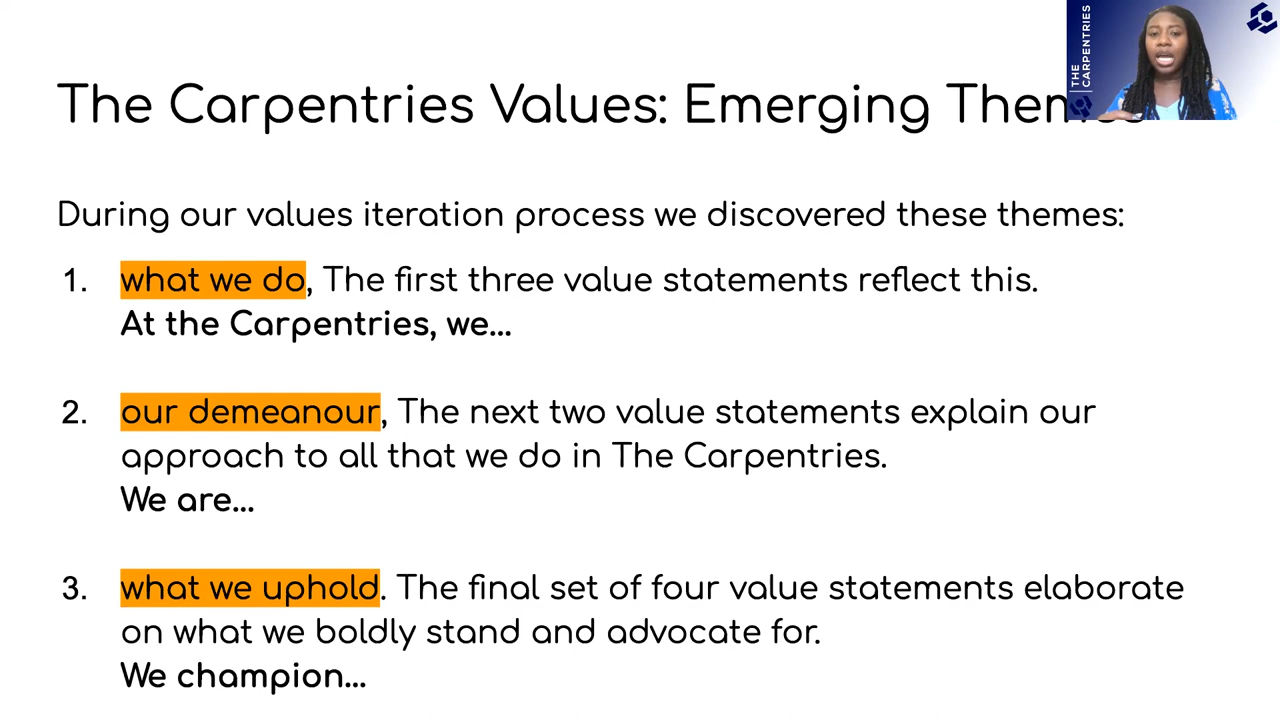 THE
CARPENTRIES
The Carpentries Values: Emerging
During our values iteration process we discovered these themes:
1. what we do, The first three value statements reflect this.
At the Carpentries, we...
2. our demeanour, The next two value statements explain our
approach to all that we do in The Carpentries.
We are...
3. what we uphold. The final set of four value statements elaborate
on what we boldly stand and advocate for.
We champion...